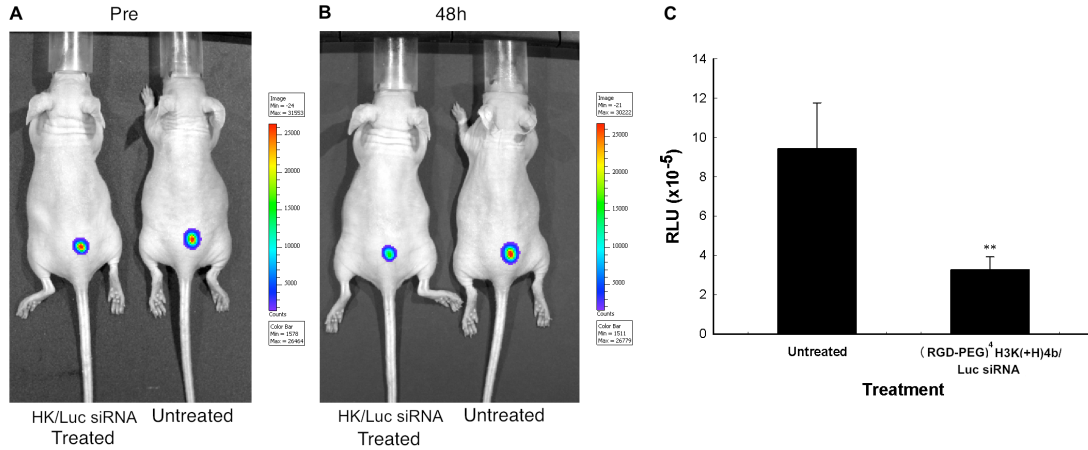 A
Pre
Image
Min = -24
Max = 31553
25000
20000
15000
10000
5000
Counts
Color Bar
Min = 1578
Max = 26464
HK/Luc siRNA
Treated
Untreated
B
48h
Image
Min = -21
Max = 30222
25000
20000
15000
10000
5000
Counts
Color Bar
Min = 1511
Max = 26779
HK/Luc siRNA
Treated
Untreated
C
14
12
10
8
6
4
2
0
RLU (x10-5)
**
Untreated
(RGD-PEG)4 H3K(+H)4b/
Luc siRNA
Treatment